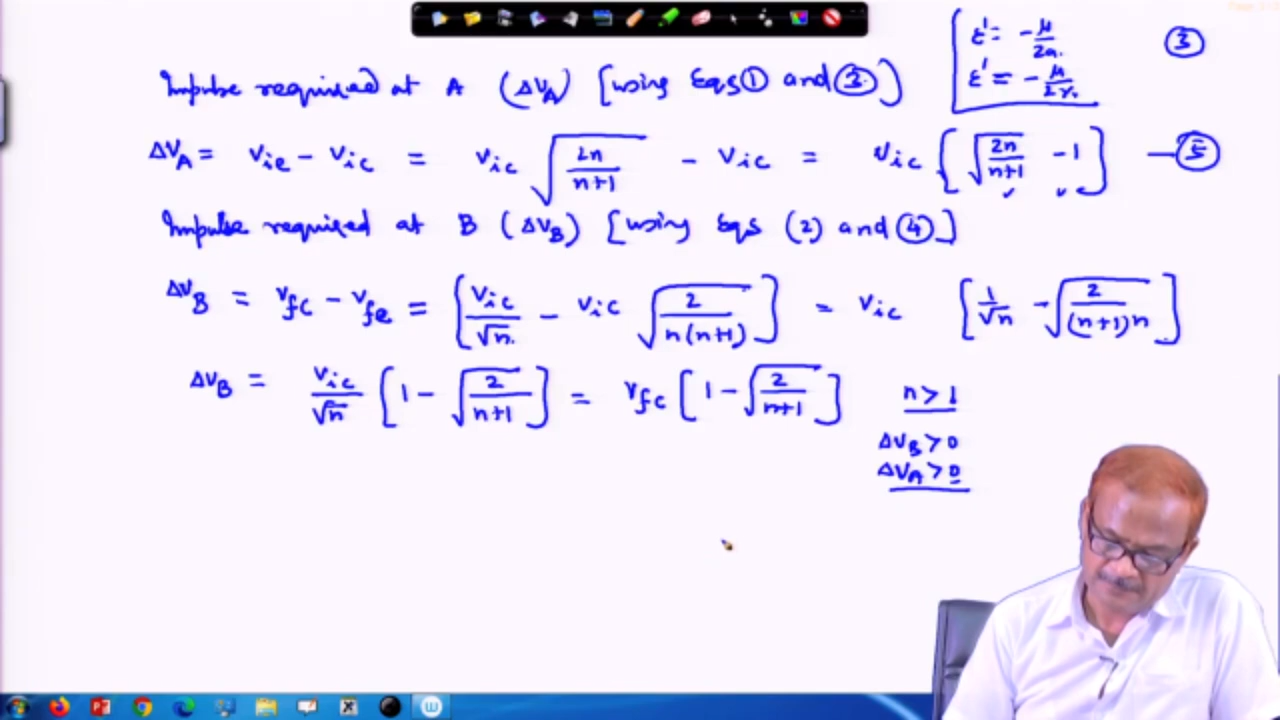 ε' = -μ/2a. ③
ε' = -μ/2r.
Impulse required at A (ΔV_A) [using Eqs ① and ③]
ΔV_A = V_ie - V_ic = V_ic √(2n/(n+1)) - V_ic = V_ic [√(2n/(n+1)) - 1] — ⑤
Impulse required at B (ΔV_B) [using Eqs (2) and ④]
ΔV_B = V_fc - V_fe = [V_ic/√n - V_ic √(2/(n(n+1)))] = V_ic [1/√n - √(2/((n+1)n))]
ΔV_B = V_ic/√n [1 - √(2/(n+1))] = V_fc [1 - √(2/(n+1))] n > 1
ΔV_B > 0
ΔV_A > 0